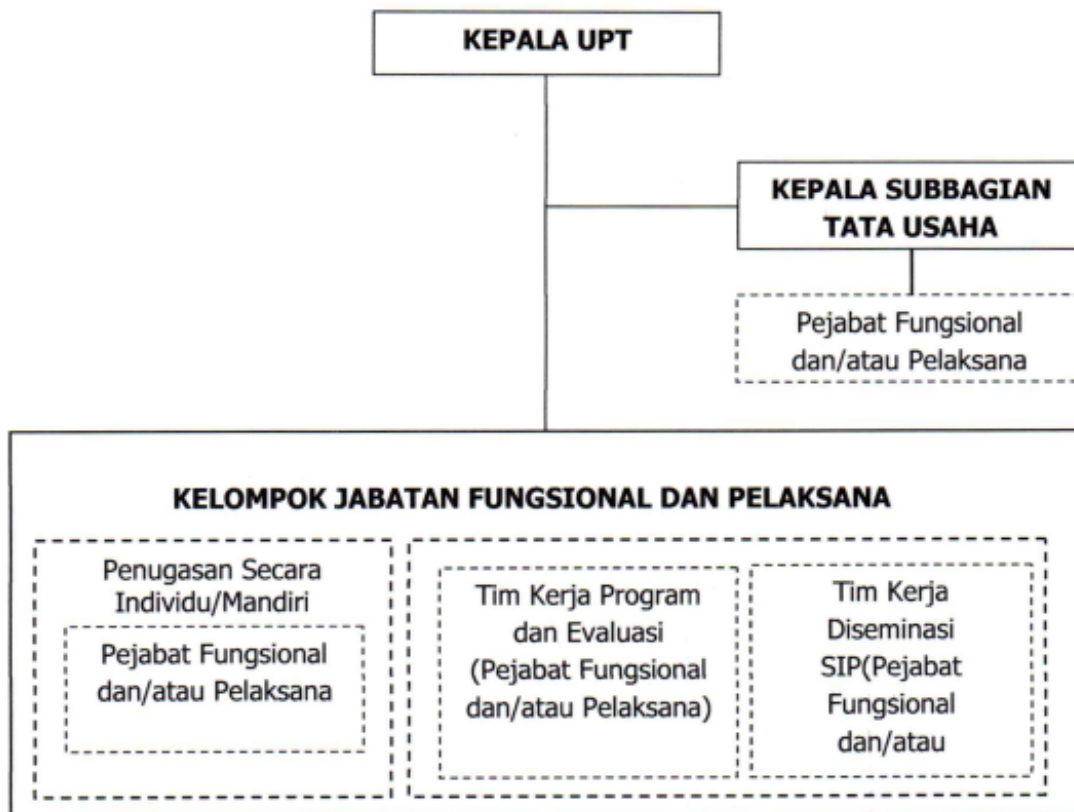 KEPALA UPT
KEPALA SUBBAGIAN
TATA USAHA
Pejabat Fungsional
dan/atau Pelaksana
KELOMPOK JABATAN FUNGSIONAL DAN PELAKSANA
Penugasan Secara
Individu/Mandiri
Pejabat Fungsional
dan/atau Pelaksana
Tim Kerja Program
dan Evaluasi
(Pejabat Fungsional
dan/atau Pelaksana)
Tim Kerja
Diseminasi
SIP(Pejabat
Fungsional
dan/atau